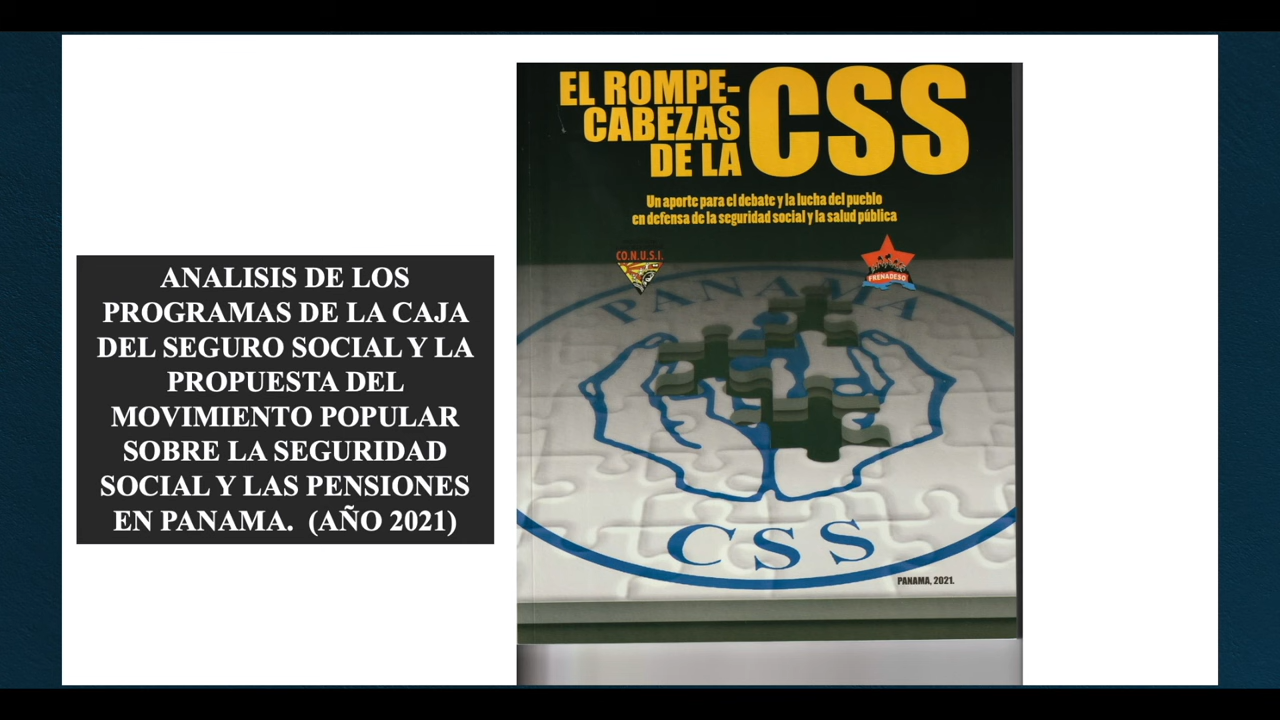 ANALISIS DE LOS
PROGRAMAS DE LA CAJA
DEL SEGURO SOCIAL Y LA
PROPUESTA DEL
MOVIMIENTO POPULAR
SOBRE LA SEGURIDAD
SOCIAL Y LAS PENSIONES
EN PANAMA. (AÑO 2021)
EL ROMPE-
CABEZAS
DE LA
CSS
Un aporte para el debate y la lucha del pueblo
en defensa de la seguridad social y la salud pública
CO.N.U.S.I.
FRENADESO
PANAMA
CSS
PANAMA, 2021.